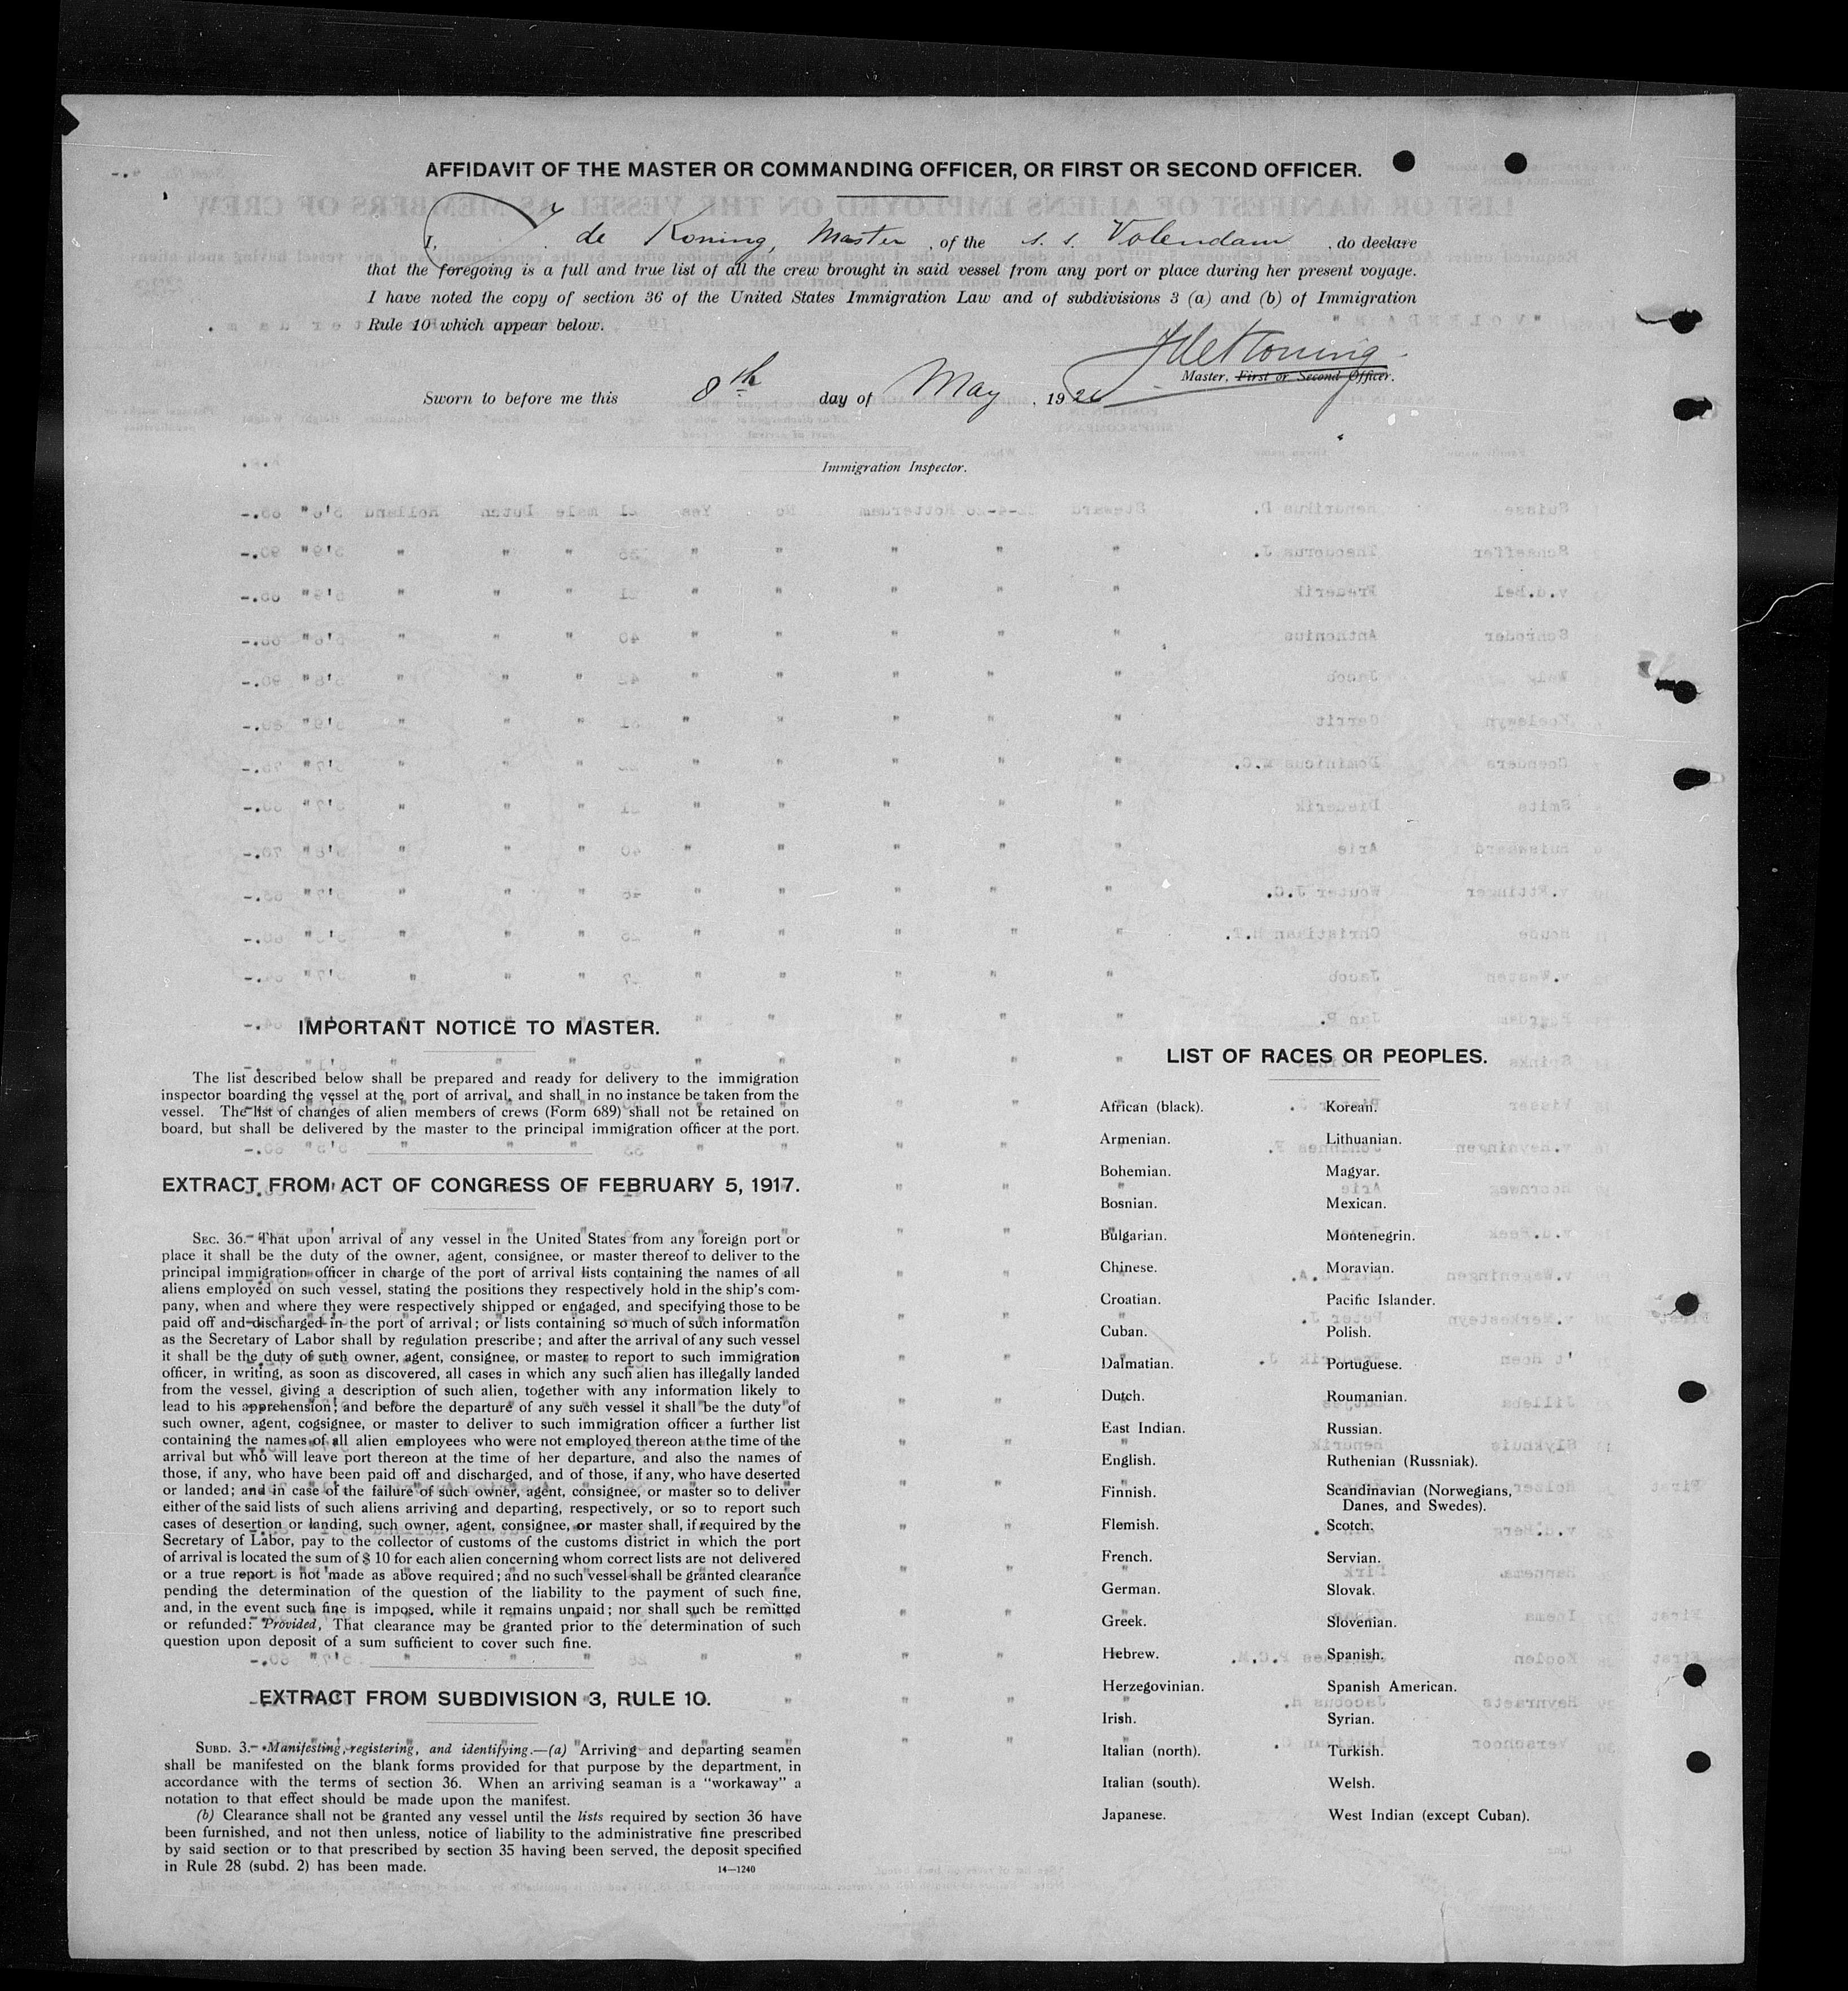 AFFIDAVIT OF THE MASTER OR COMMANDING OFFICER, OR FIRST OR SECOND OFFICER.
I, J. de Koning, Master, of the s. s. Volendam, do declare
that the foregoing is a full and true list of all the crew brought in said vessel from any port or place during her present voyage.
I have noted the copy of section 36 of the United States Immigration Law and of subdivisions 3 (a) and (b) of Immigration
Rule 10 which appear below.
JdeKoning
Master, First or Second Officer.
Sworn to before me this 8th day of May, 1926
Immigration Inspector.
IMPORTANT NOTICE TO MASTER.
The list described below shall be prepared and ready for delivery to the immigration
inspector boarding the vessel at the port of arrival, and shall in no instance be taken from the
vessel. The list of changes of alien members of crews (Form 689) shall not be retained on
board, but shall be delivered by the master to the principal immigration officer at the port.
EXTRACT FROM ACT OF CONGRESS OF FEBRUARY 5, 1917.
SEC. 36. That upon arrival of any vessel in the United States from any foreign port or
place it shall be the duty of the owner, agent, consignee, or master thereof to deliver to the
principal immigration officer in charge of the port of arrival lists containing the names of all
aliens employed on such vessel, stating the positions they respectively hold in the ship's com-
pany, when and where they were respectively shipped or engaged, and specifying those to be
paid off and discharged in the port of arrival; or lists containing so much of such information
as the Secretary of Labor shall by regulation prescribe; and after the arrival of any such vessel
it shall be the duty of such owner, agent, consignee, or master to report to such immigration
officer, in writing, as soon as discovered, all cases in which any such alien has illegally landed
from the vessel, giving a description of such alien, together with any information likely to
lead to his apprehension; and before the departure of any such vessel it shall be the duty of
such owner, agent, cogsignee, or master to deliver to such immigration officer a further list
containing the names of all alien employees who were not employed thereon at the time of the
arrival but who will leave port thereon at the time of her departure, and also the names of
those, if any, who have been paid off and discharged, and of those, if any, who have deserted
or landed; and in case of the failure of such owner, agent, consignee, or master so to deliver
either of the said lists of such aliens arriving and departing, respectively, or so to report such
cases of desertion or landing, such owner, agent, consignee, or master shall, if required by the
Secretary of Labor, pay to the collector of customs of the customs district in which the port
of arrival is located the sum of $10 for each alien concerning whom correct lists are not delivered
or a true report is not made as above required; and no such vessel shall be granted clearance
pending the determination of the question of the liability to the payment of such fine,
and, in the event such fine is imposed, while it remains unpaid; nor shall such be remitted
or refunded: Provided, That clearance may be granted prior to the determination of such
question upon deposit of a sum sufficient to cover such fine.
EXTRACT FROM SUBDIVISION 3, RULE 10.
SUBD. 3. Manifesting, registering, and identifying.—(a) Arriving and departing seamen
shall be manifested on the blank forms provided for that purpose by the department, in
accordance with the terms of section 36. When an arriving seaman is a "workaway" a
notation to that effect should be made upon the manifest.
(b) Clearance shall not be granted any vessel until the lists required by section 36 have
been furnished, and not then unless, notice of liability to the administrative fine prescribed
by said section or to that prescribed by section 35 having been served, the deposit specified
in Rule 28 (subd. 2) has been made.
14—1240
LIST OF RACES OR PEOPLES.
African (black).
Armenian.
Bohemian.
Bosnian.
Bulgarian.
Chinese.
Croatian.
Cuban.
Dalmatian.
Dutch.
East Indian.
English.
Finnish.
Flemish.
French.
German.
Greek.
Hebrew.
Herzegovinian.
Irish.
Italian (north).
Italian (south).
Japanese.
Korean.
Lithuanian.
Magyar.
Mexican.
Montenegrin.
Moravian.
Pacific Islander.
Polish.
Portuguese.
Roumanian.
Russian.
Ruthenian (Russniak).
Scandinavian (Norwegians,
Danes, and Swedes).
Scotch.
Servian.
Slovak.
Slovenian.
Spanish.
Spanish American.
Syrian.
Turkish.
Welsh.
West Indian (except Cuban).